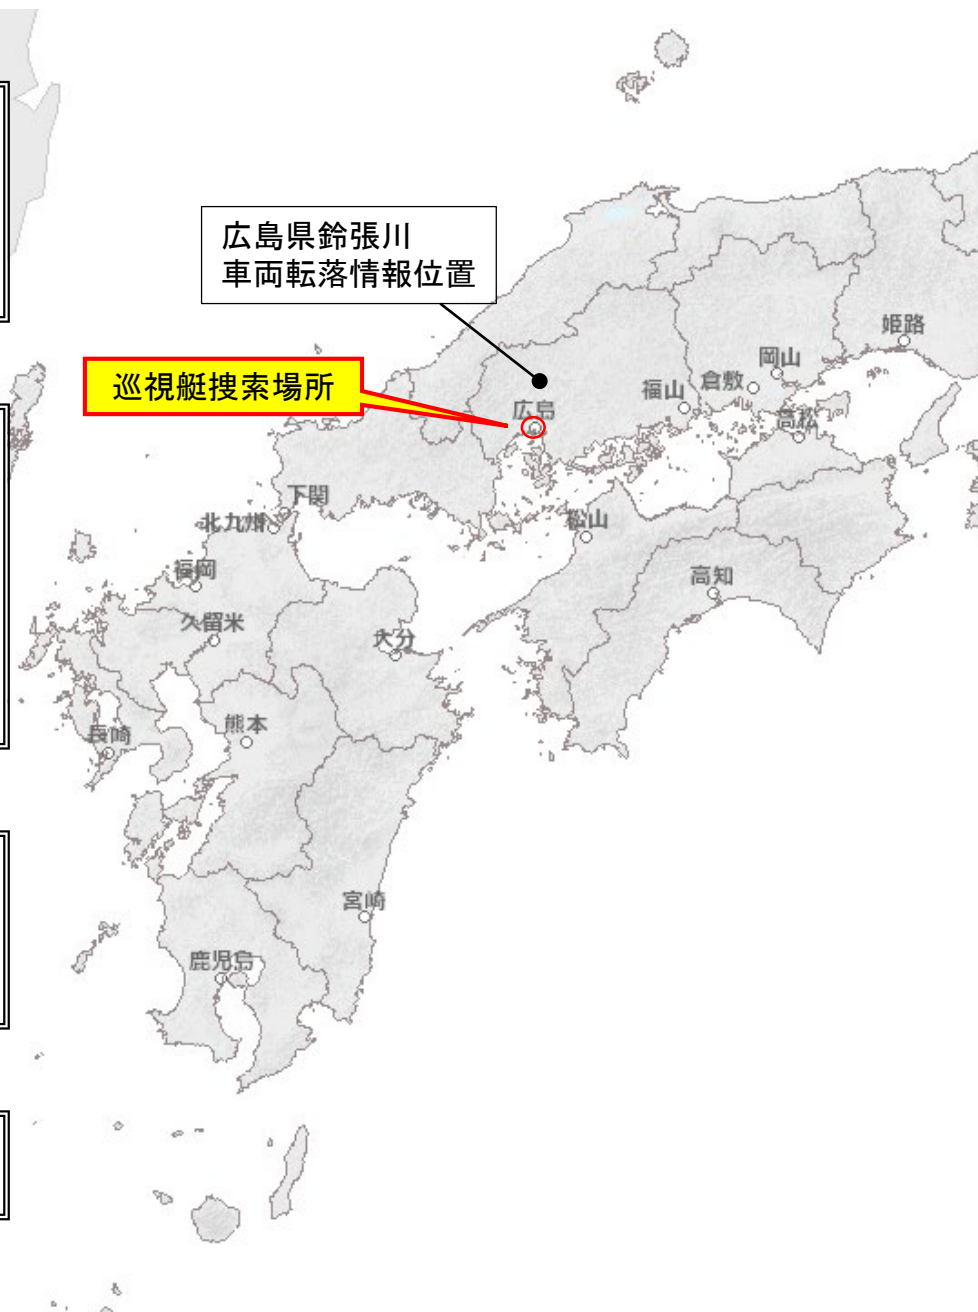 広島県鈴張川
車両転落情報位置
巡視艇捜索場所
姫路
岡山
倉敷
福山
広島
高松
下関
北九州
松山
福岡
高知
久留米
大分
熊本
長崎
宮崎
鹿児島